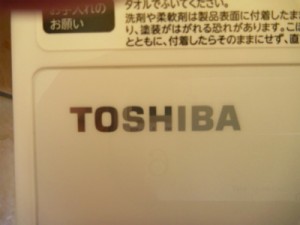 お手入れの
お願い
タオルでふいてください。
洗剤や柔軟剤は製品表面に付着したま
り、塗装がはがれる恐れがあります。こ
とともに、付着したらそのままにせず、直
TOSHIBA